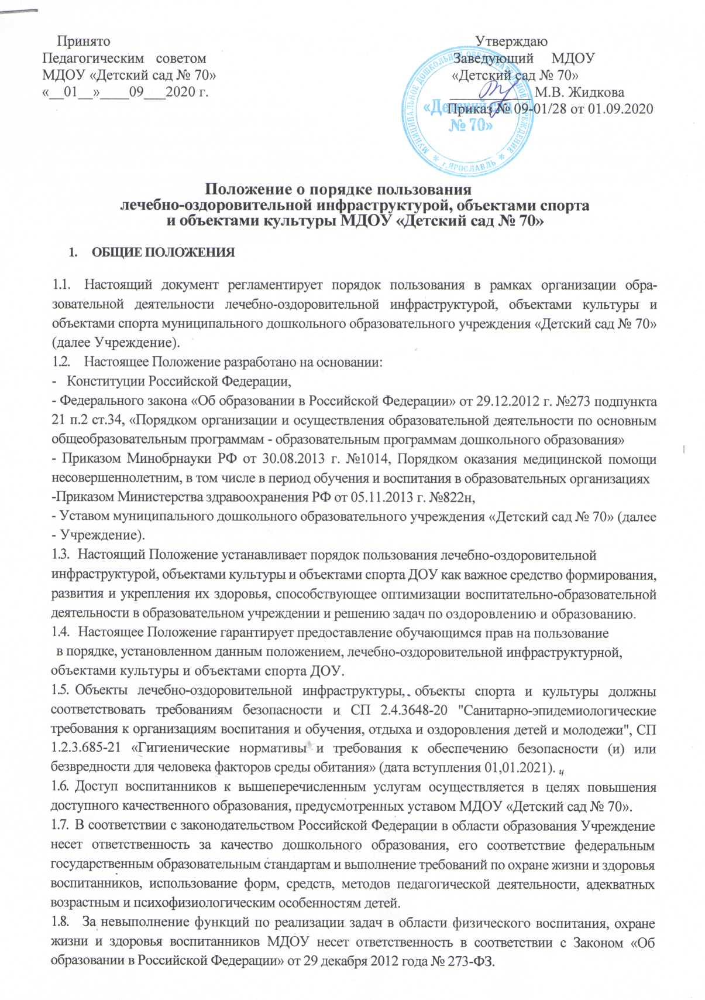 Принято
Педагогическим советом
МДОУ «Детский сад № 70»
«__01__»____09___2020 г.
Утверждаю
Заведующий МДОУ
«Детский сад № 70»
___________ М.В. Жидкова
Приказ № 09-01/28 от 01.09.2020
МУНИЦИПАЛЬНОЕ ДОШКОЛЬНОЕ ОБРАЗОВАТЕЛЬНОЕ УЧРЕЖДЕНИЕ
«Детский сад
№ 70»
* г.ЯРОСЛАВЛЬ *
Положение о порядке пользования
лечебно-оздоровительной инфраструктурой, объектами спорта
и объектами культуры МДОУ «Детский сад № 70»
1. ОБЩИЕ ПОЛОЖЕНИЯ
1.1. Настоящий документ регламентирует порядок пользования в рамках организации обра-
зовательной деятельности лечебно-оздоровительной инфраструктурой, объектами культуры и
объектами спорта муниципального дошкольного образовательного учреждения «Детский сад № 70»
(далее Учреждение).
1.2. Настоящее Положение разработано на основании:
- Конституции Российской Федерации,
- Федерального закона «Об образовании в Российской Федерации» от 29.12.2012 г. №273 подпункта
21 п.2 ст.34, «Порядком организации и осуществления образовательной деятельности по основным
общеобразовательным программам - образовательным программам дошкольного образования»
- Приказом Минобрнауки РФ от 30.08.2013 г. №1014, Порядком оказания медицинской помощи
несовершеннолетним, в том числе в период обучения и воспитания в образовательных организациях
-Приказом Министерства здравоохранения РФ от 05.11.2013 г. №822н,
- Уставом муниципального дошкольного образовательного учреждения «Детский сад № 70» (далее
- Учреждение).
1.3. Настоящий Положение устанавливает порядок пользования лечебно-оздоровительной
инфраструктурой, объектами культуры и объектами спорта ДОУ как важное средство формирования,
развития и укрепления их здоровья, способствующее оптимизации воспитательно-образовательной
деятельности в образовательном учреждении и решению задач по оздоровлению и образованию.
1.4. Настоящее Положение гарантирует предоставление обучающимся прав на пользование
в порядке, установленном данным положением, лечебно-оздоровительной инфраструктурной,
объектами культуры и объектами спорта ДОУ.
1.5. Объекты лечебно-оздоровительной инфраструктуры, объекты спорта и культуры должны
соответствовать требованиям безопасности и СП 2.4.3648-20 "Санитарно-эпидемиологические
требования к организациям воспитания и обучения, отдыха и оздоровления детей и молодежи", СП
1.2.3.685-21 «Гигиенические нормативы и требования к обеспечению безопасности (и) или
безвредности для человека факторов среды обитания» (дата вступления 01,01.2021).
1.6. Доступ воспитанников к вышеперечисленным услугам осуществляется в целях повышения
доступного качественного образования, предусмотренных уставом МДОУ «Детский сад № 70».
1.7. В соответствии с законодательством Российской Федерации в области образования Учреждение
несет ответственность за качество дошкольного образования, его соответствие федеральным
государственным образовательным стандартам и выполнение требований по охране жизни и здоровья
воспитанников, использование форм, средств, методов педагогической деятельности, адекватных
возрастным и психофизиологическим особенностям детей.
1.8. За невыполнение функций по реализации задач в области физического воспитания, охране
жизни и здоровья воспитанников МДОУ несет ответственность в соответствии с Законом «Об
образовании в Российской Федерации» от 29 декабря 2012 года № 273-ФЗ.